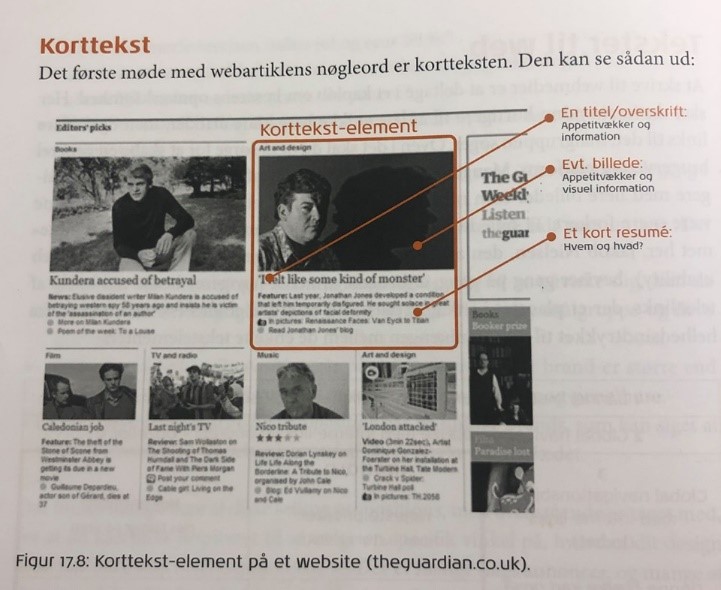 Korttekst
Det første møde med webartiklens nøgleord er kortteksten. Den kan se sådan ud:
Editors' picks
Korttekst-element
En titel/overskrift:
Appetitvækker og
information
Evt. billede:
Appetitvækker og
visuel information
Et kort resumé:
Hvem og hvad?
Books
Kundera accused of betrayal
News: Elusive dissident writer Milan Kundera is accused of
betraying western spy 58 years ago and insists he is victim
of the 'assassination of an author'
More on Milan Kundera
Poem of the week: To a Louse
Art and design
'I felt like some kind of monster'
Feature: Last year, Jonathan Jones developed a condition
that left him temporarily disfigured. He sought solace in great
artists' depictions of facial deformity
In pictures: Renaissance Faces: Van Eyck to Titian
Read Jonathan Jones' blog
The Gu
Weekly
Listen
theguar
Books
Booker prize
Film
Paradise lost
Film
Caledonian job
Feature: The theft of the
Stone of Scone from
Westminster Abbey is
getting its due in a new
movie
Guillaume Depardieu,
actor son of Gérard, dies at
37
TV and radio
Last night's TV
Review: Sam Wollaston on
The Shooting of Thomas
Hurndall and The Dark Side
of Fame With Piers Morgan
Post your comment
Cable girl: Living on the
Edge
Music
Nico tribute
Review: Dorian Lynskey on
Life Along the
Borderline: A Tribute to Nico,
organised by John Cale
Blog: Ed Vulliamy on Nico
and Cale
Art and design
'London attacked'
Video (3min 22sec), Artist
Dominique Gonzalez-
Foerster on her installation at
the Turbine Hall, Tate Modern
Crack v Spider:
Turbine Hall poll
In pictures: TH.2058
Figur 17.8: Korttekst-element på et website (theguardian.co.uk).